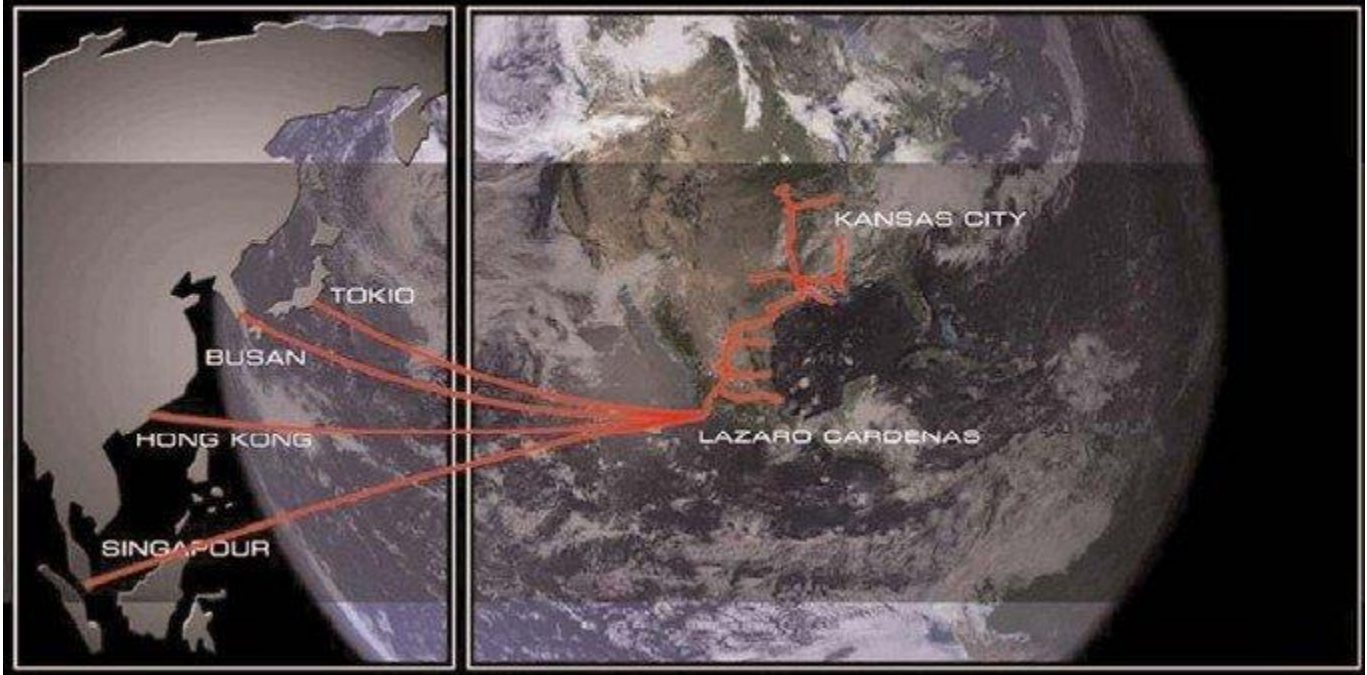 KANSAS CITY
TOKIO
BUSAN
HONG KONG
LAZARO CARDENAS
SINGAPOUR